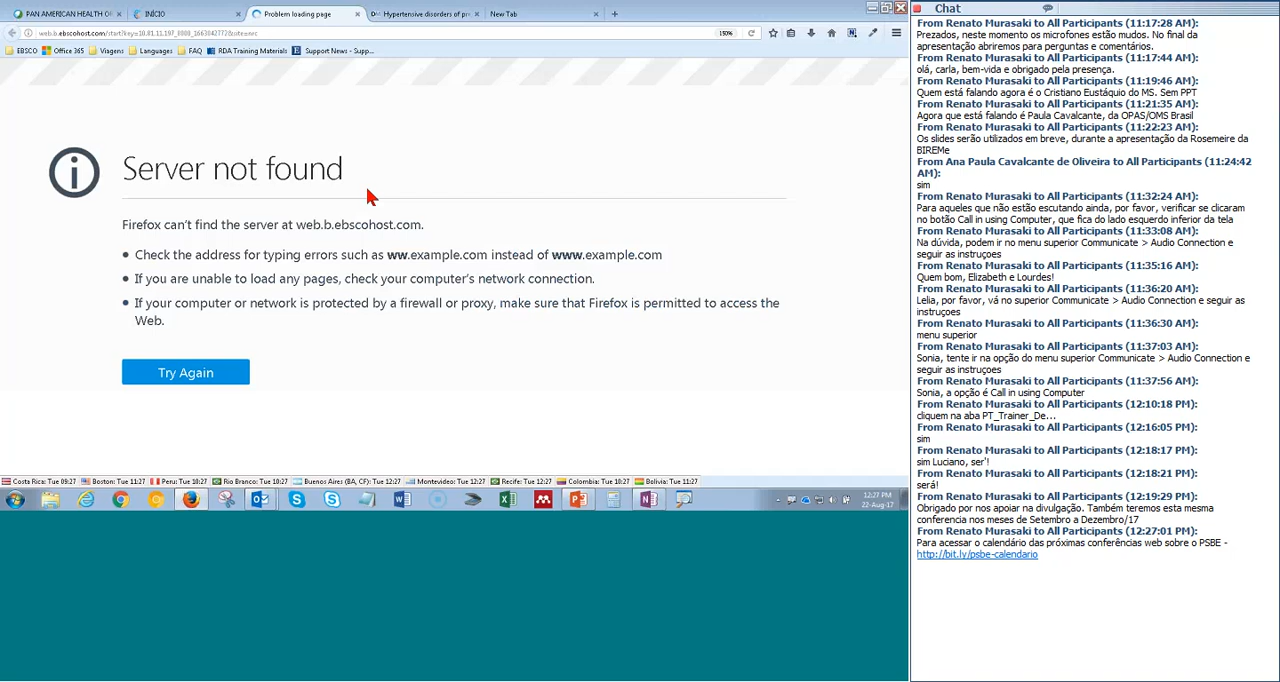 PAN AMERICAN HEALTH O
INÍCIO
Problem loading page
Hypertensive disorders of pr
New Tab
web.b.ebscohost.com/
150%
EBSCO
Office 365
Viagens
Languages
FAQ
RDA Training Materials
Support News - Supp...
Server not found
Firefox can't find the server at web.b.ebscohost.com.
Check the address for typing errors such as ww.example.com instead of www.example.com
If you are unable to load any pages, check your computer's network connection.
If your computer or network is protected by a firewall or proxy, make sure that Firefox is permitted to access the
Web.
Try Again
Costa Rica: Tue 09:27
Boston: Tue 11:27
Peru: Tue 10:27
Rio Branco: Tue 10:27
Buenos Aires (BA, CF): Tue 12:27
Montevideo: Tue 12:27
Recife: Tue 12:27
Colombia: Tue 10:27
Bolivia: Tue 11:27
12:27 PM
22-Aug-17
Chat
From Renato Murasaki to All Participants (11:17:28 AM):
Prezados, neste momento os microfones estão mudos. No final da
apresentação abriremos para perguntas e comentários.
From Renato Murasaki to All Participants (11:17:44 AM):
olá, carla, bem-vida e obrigado pela presença.
From Renato Murasaki to All Participants (11:19:46 AM):
Quem está falando agora é o Cristiano Eustáquio do MS. Sem PPT
From Renato Murasaki to All Participants (11:21:35 AM):
Agora que está falando é Paula Cavalcante, da OPAS/OMS Brasil
From Renato Murasaki to All Participants (11:22:23 AM):
Os slides serão utilizados em breve, durante a apresentação da Rosemeire da
BIREMe
From Ana Paula Cavalcante de Oliveira to All Participants (11:24:42
AM):
sim
From Renato Murasaki to All Participants (11:32:24 AM):
Para aqueles que não estão escutando ainda, por favor, verificar se clicaram
no botão Call in using Computer, que fica do lado esquerdo inferior da tela
From Renato Murasaki to All Participants (11:33:08 AM):
Na dúvida, podem ir no menu superior Communicate > Audio Connection e
seguir as instruções
From Renato Murasaki to All Participants (11:35:16 AM):
Quem bom, Elizabeth e Lourdes!
From Renato Murasaki to All Participants (11:36:20 AM):
Lelia, por favor, vá no superior Communicate > Audio Connection e seguir as
instruçoes
From Renato Murasaki to All Participants (11:36:30 AM):
menu superior
From Renato Murasaki to All Participants (11:37:03 AM):
Sonia, tente ir na opção do menu superior Communicate > Audio Connection e
seguir as instruçoes
From Renato Murasaki to All Participants (11:37:56 AM):
Sonia, a opção é Call in using Computer
From Renato Murasaki to All Participants (12:10:18 PM):
cliquem na aba PT_Trainer_De...
From Renato Murasaki to All Participants (12:16:05 PM):
sim
From Renato Murasaki to All Participants (12:18:17 PM):
sim Luciano, ser'!
From Renato Murasaki to All Participants (12:18:21 PM):
será!
From Renato Murasaki to All Participants (12:19:29 PM):
Obrigado por nos apoiar na divulgação. Também teremos esta mesma
conferencia nos meses de Setembro a Dezembro/17
From Renato Murasaki to All Participants (12:27:01 PM):
Para acessar o calendário das próximas conferências web sobre o PSBE -
http://bit.ly/psbe-calendario